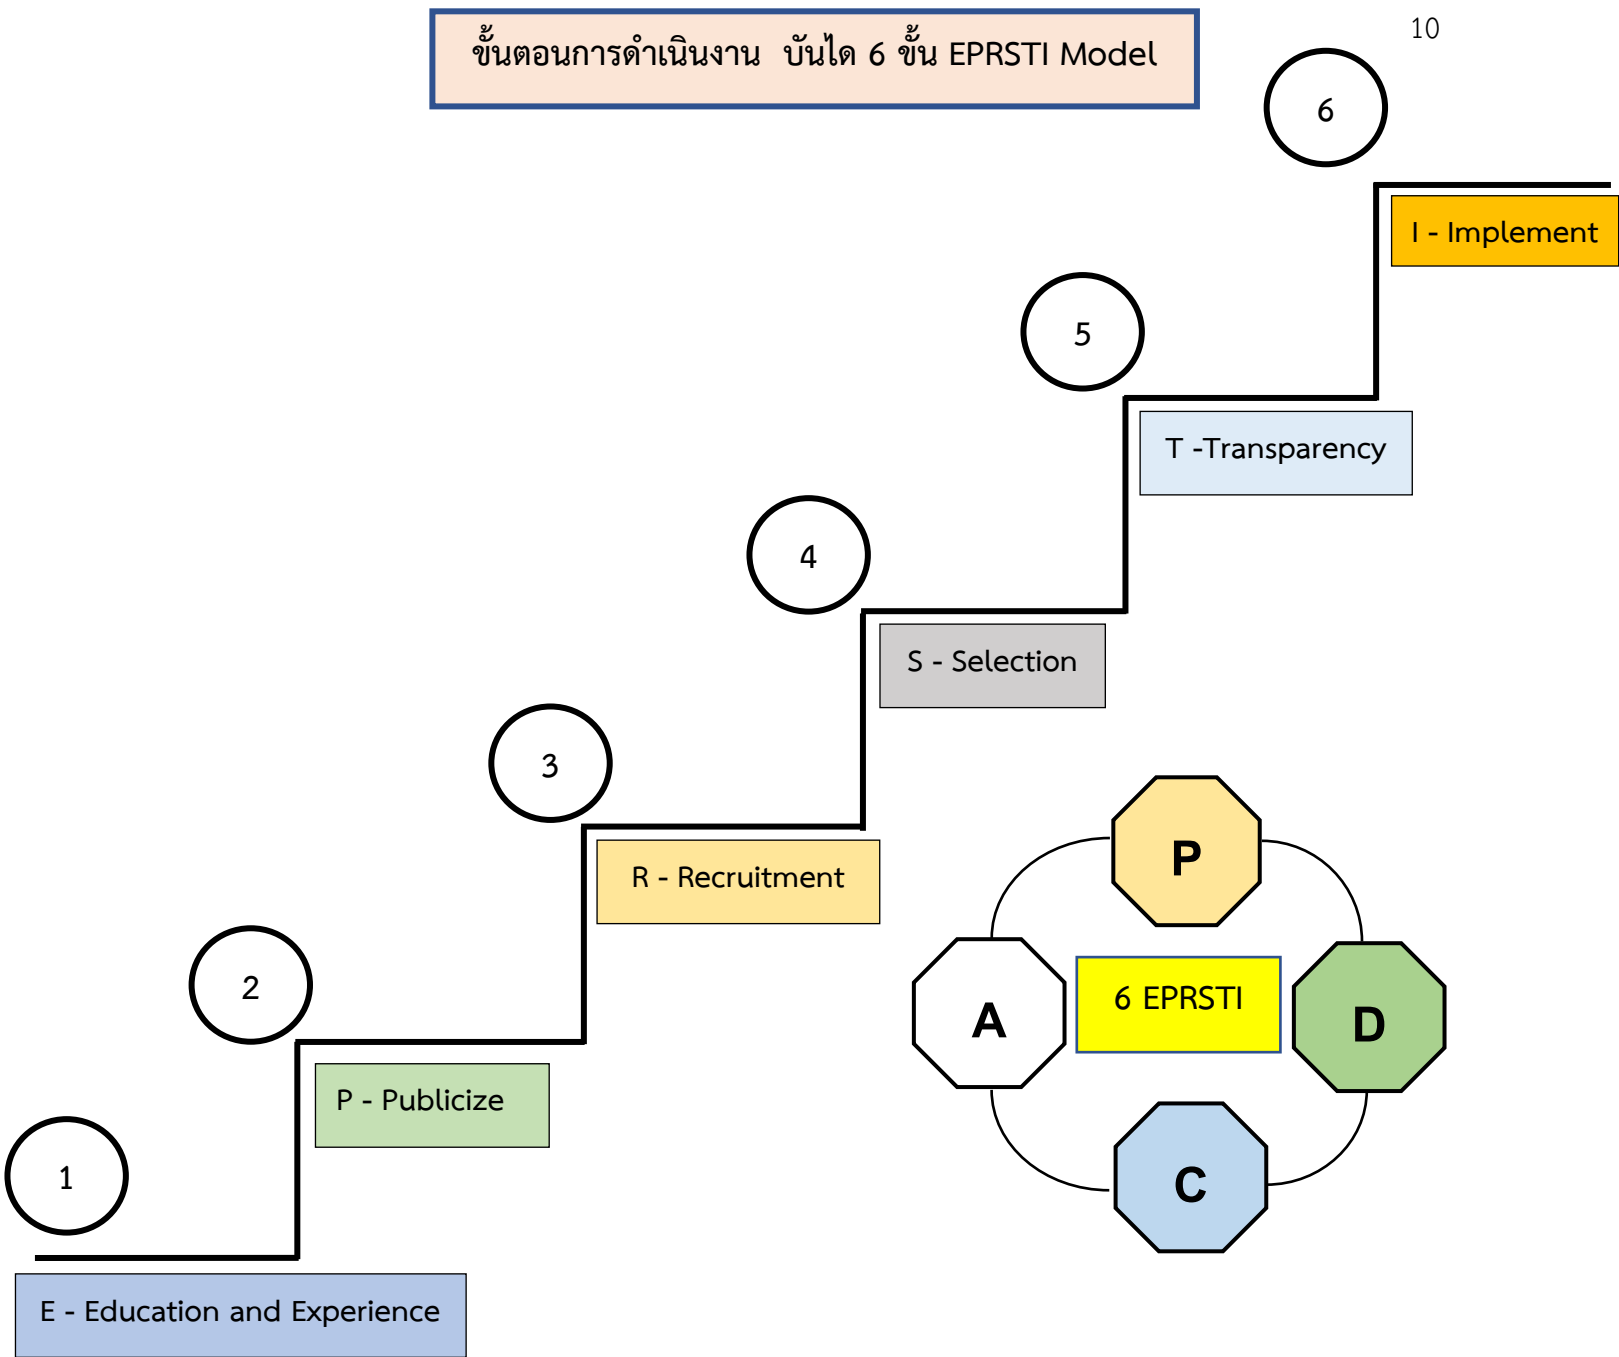 10
ขั้นตอนการดำเนินงาน บันได 6 ขั้น EPRSTI Model
6
I - Implement
5
T -Transparency
4
S - Selection
3
R - Recruitment
2
P - Publicize
1
E - Education and Experience
P
A
6 EPRSTI
D
C